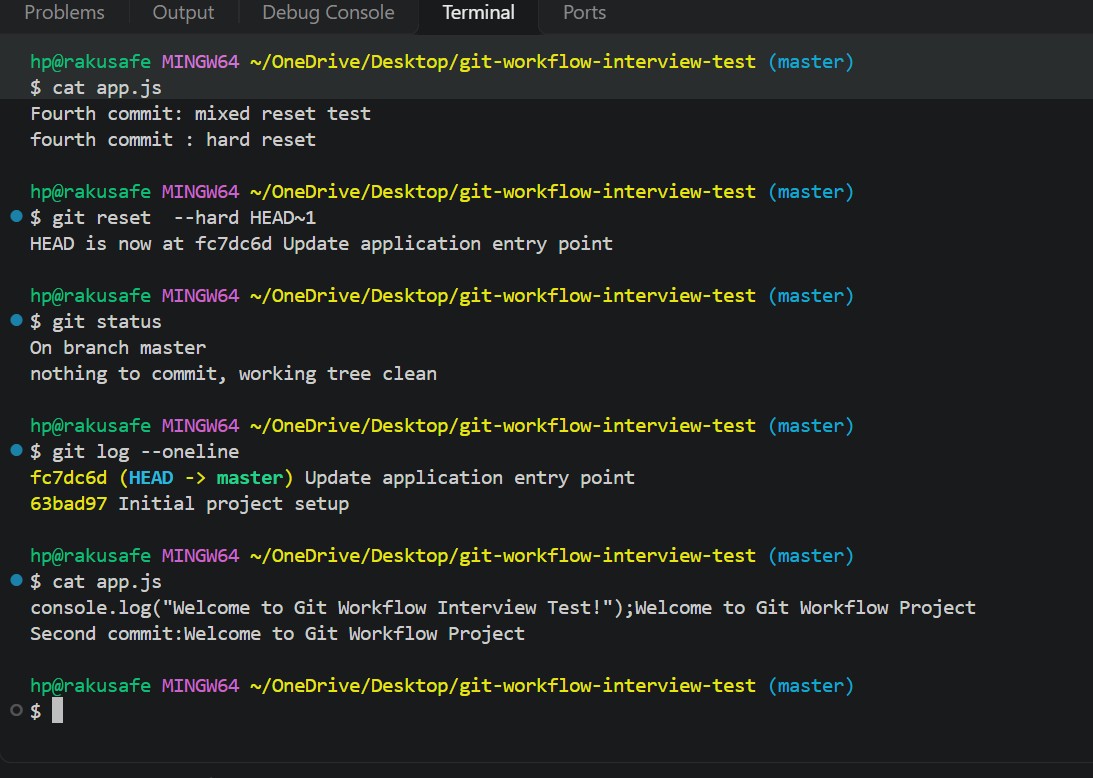 Problems Output Debug Console Terminal Ports
hp@rakusafe MINGW64 ~/OneDrive/Desktop/git-workflow-interview-test (master)
$ cat app.js
Fourth commit: mixed reset test
fourth commit : hard reset
hp@rakusafe MINGW64 ~/OneDrive/Desktop/git-workflow-interview-test (master)
$ git reset  --hard HEAD~1
HEAD is now at fc7dc6d Update application entry point
hp@rakusafe MINGW64 ~/OneDrive/Desktop/git-workflow-interview-test (master)
$ git status
On branch master
nothing to commit, working tree clean
hp@rakusafe MINGW64 ~/OneDrive/Desktop/git-workflow-interview-test (master)
$ git log --oneline
fc7dc6d (HEAD -> master) Update application entry point
63bad97 Initial project setup
hp@rakusafe MINGW64 ~/OneDrive/Desktop/git-workflow-interview-test (master)
$ cat app.js
console.log("Welcome to Git Workflow Interview Test!");Welcome to Git Workflow Project
Second commit:Welcome to Git Workflow Project
hp@rakusafe MINGW64 ~/OneDrive/Desktop/git-workflow-interview-test (master)
$